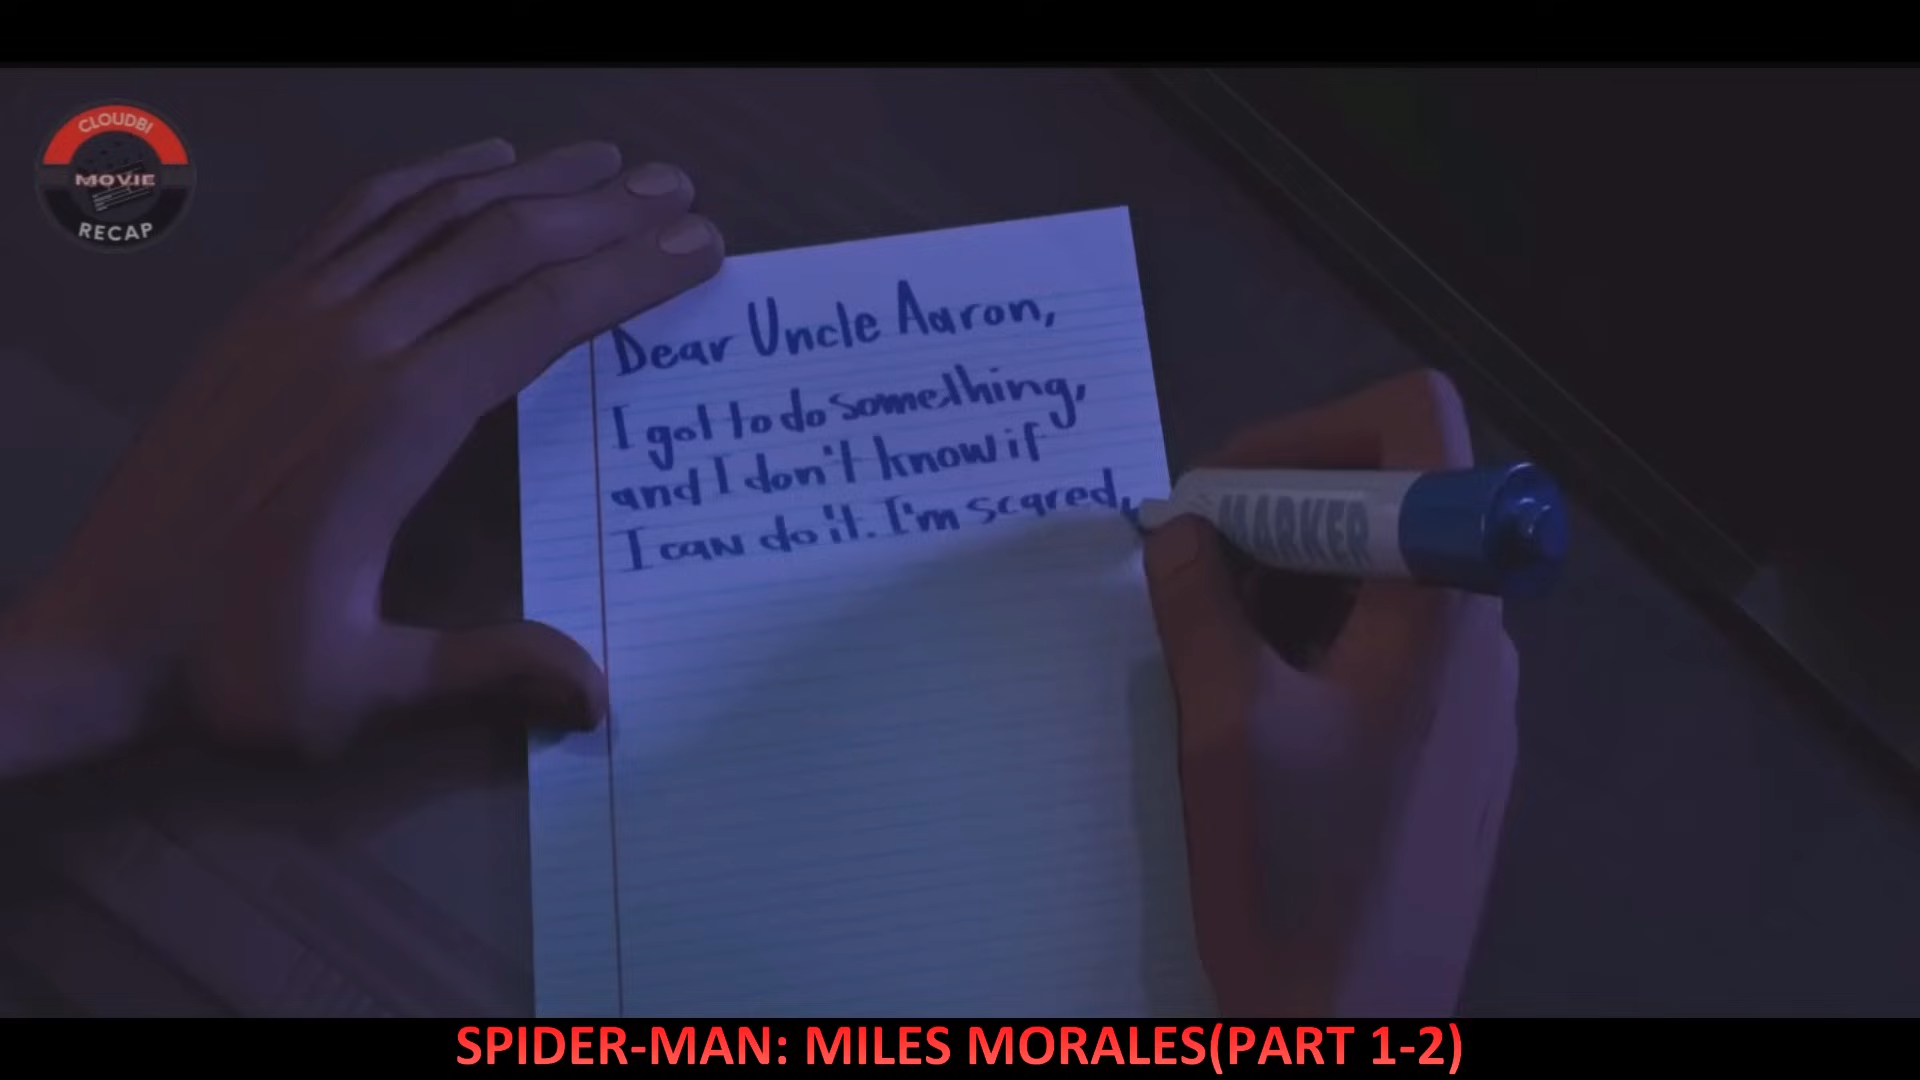 CLOUDBI
MOVIE
RECAP
Dear Uncle Aaron,
I got to do something,
and I don't know if
I can do it. I'm scared,
MARKER
SPIDER-MAN: MILES MORALES(PART 1-2)